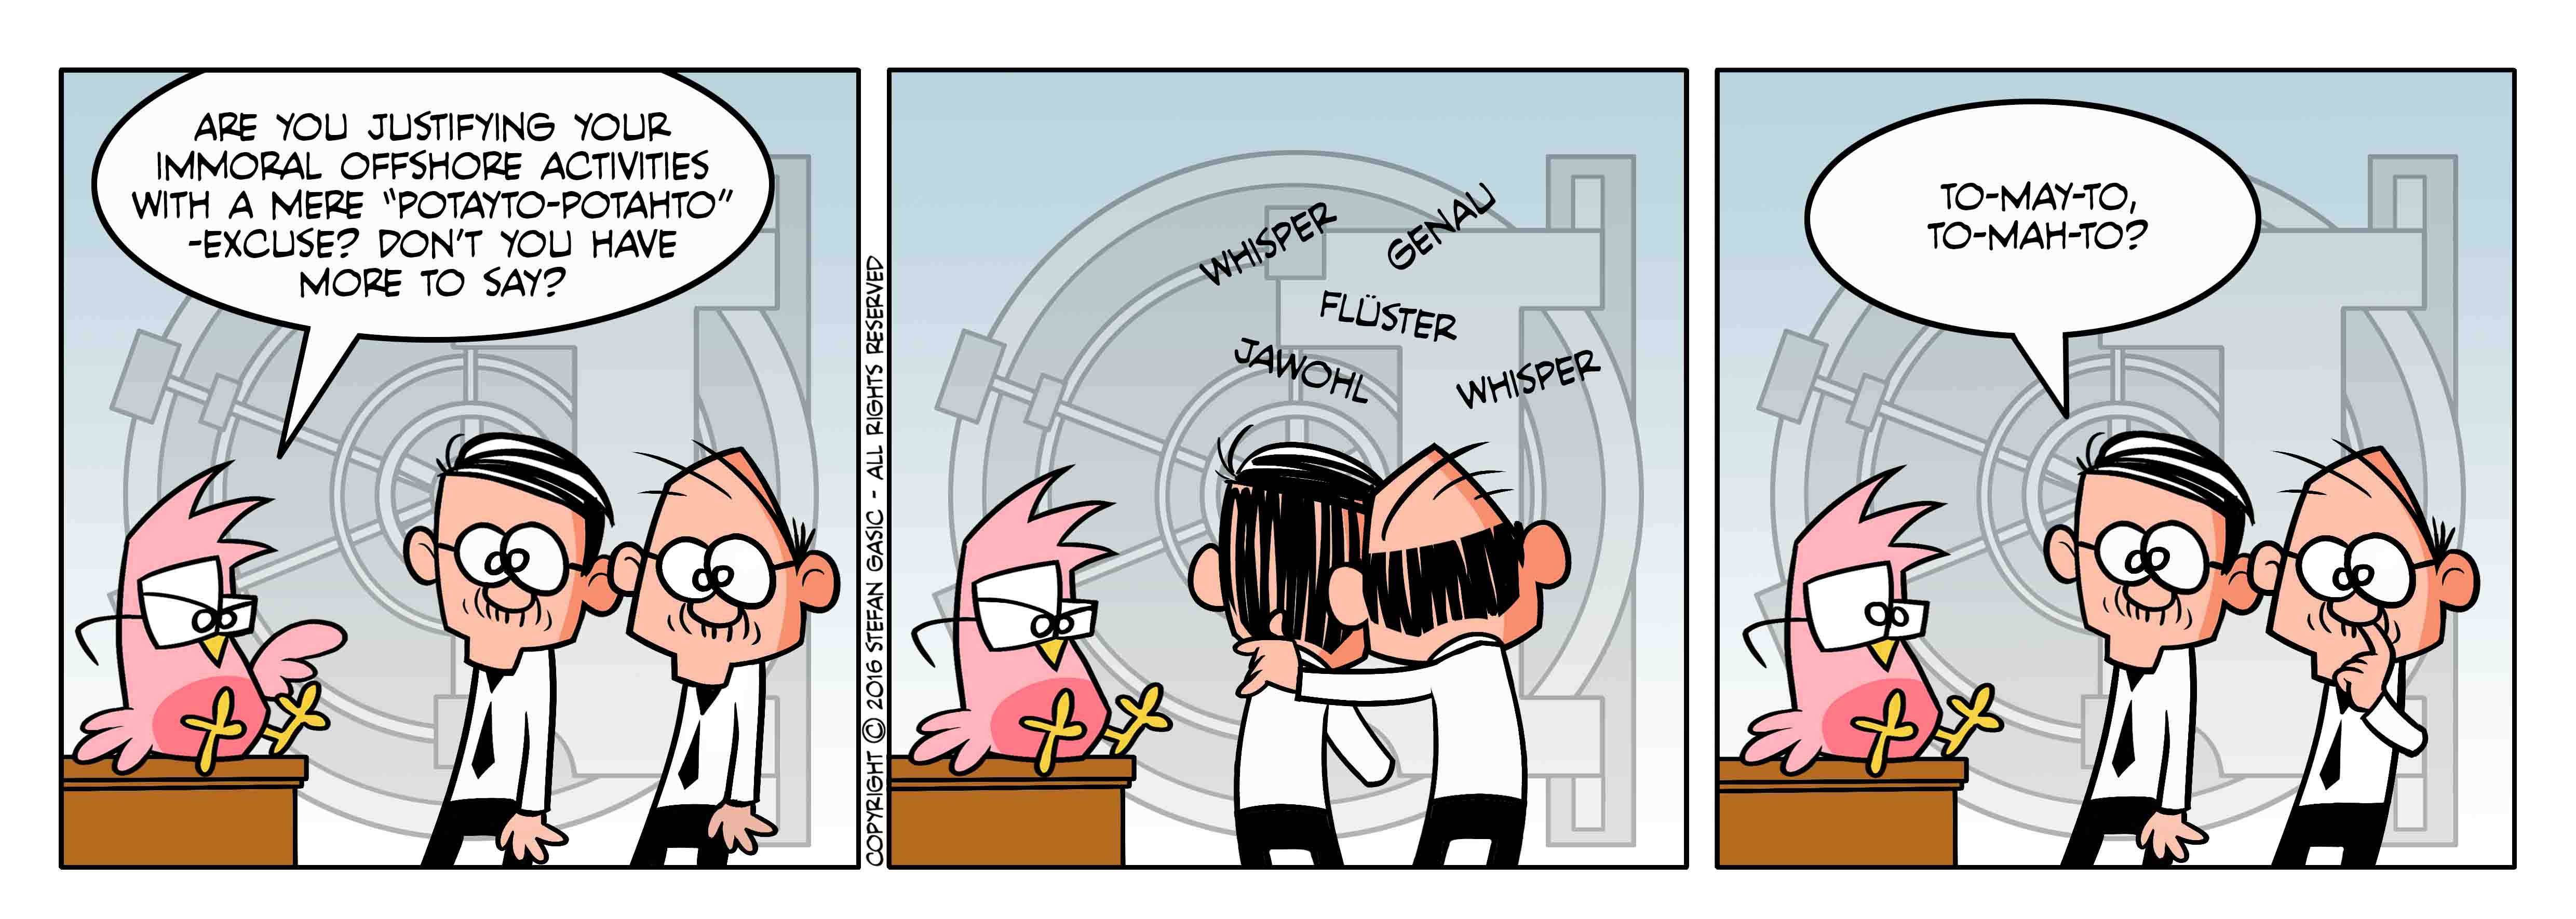 ARE YOU JUSTIFYING YOUR
IMMORAL OFFSHORE ACTIVITIES
WITH A MERE "POTAYTO-POTAHTO"
-EXCUSE? DON'T YOU HAVE
MORE TO SAY?
COPYRIGHT © 2016 STEFAN GASIC - ALL RIGHTS RESERVED
WHISPER
GENAU
FLÜSTER
JAWOHL
WHISPER
TO-MAY-TO,
TO-MAH-TO?